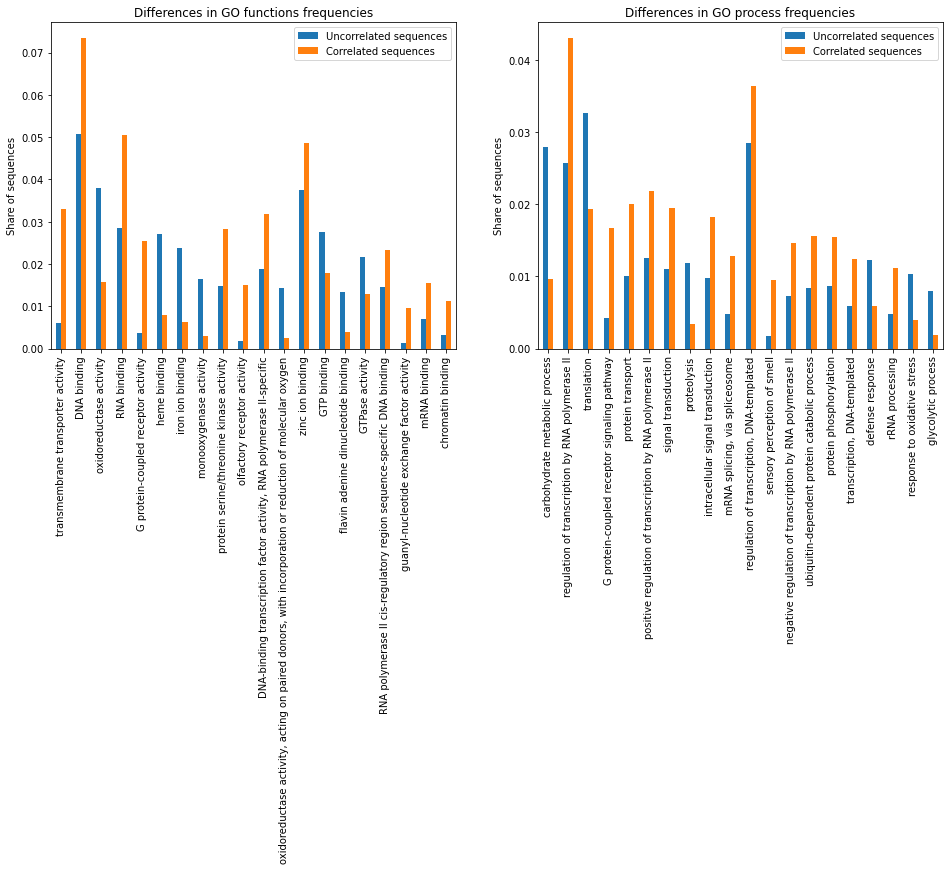 Differences in GO functions frequencies
Share of sequences
0.07
0.06
0.05
0.04
0.03
0.02
0.01
0.00
Uncorrelated sequences
Correlated sequences
transmembrane transporter activity
DNA binding
oxidoreductase activity
RNA binding
G protein-coupled receptor activity
heme binding
iron ion binding
monooxygenase activity
protein serine/threonine kinase activity
olfactory receptor activity
DNA-binding transcription factor activity, RNA polymerase II-specific
oxidoreductase activity, acting on paired donors, with incorporation or reduction of molecular oxygen
zinc ion binding
GTP binding
flavin adenine dinucleotide binding
GTPase activity
RNA polymerase II cis-regulatory region sequence-specific DNA binding
guanyl-nucleotide exchange factor activity
mRNA binding
chromatin binding
Differences in GO process frequencies
Share of sequences
0.04
0.03
0.02
0.01
0.00
Uncorrelated sequences
Correlated sequences
carbohydrate metabolic process
regulation of transcription by RNA polymerase II
translation
G protein-coupled receptor signaling pathway
protein transport
positive regulation of transcription by RNA polymerase II
signal transduction
proteolysis
intracellular signal transduction
mRNA splicing, via spliceosome
regulation of transcription, DNA-templated
sensory perception of smell
negative regulation of transcription by RNA polymerase II
ubiquitin-dependent protein catabolic process
protein phosphorylation
transcription, DNA-templated
defense response
rRNA processing
response to oxidative stress
glycolytic process